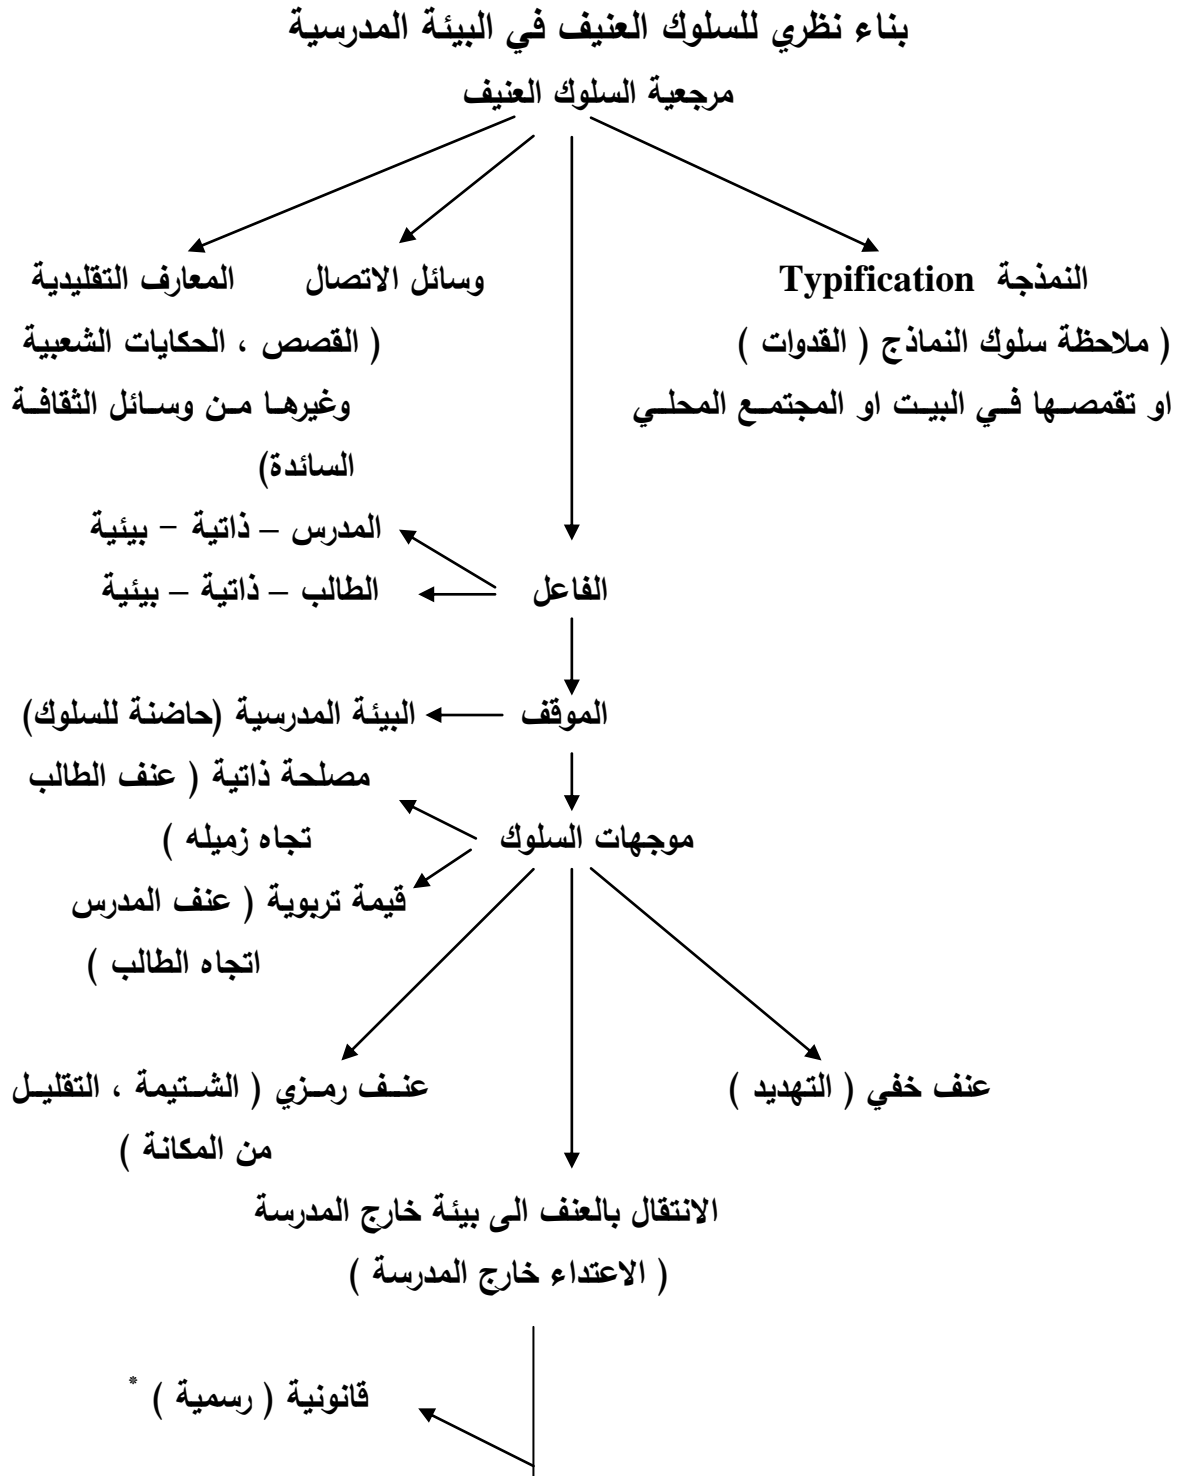 بناء نظري للسلوك العنيف في البيئة المدرسية
مرجعية السلوك العنيف
النمذجة Typification
( ملاحظة سلوك النماذج ( القدوات )
او تقمصها في البيت او المجتمع المحلي
وسائل الاتصال
المعارف التقليدية
( القصص ، الحكايات الشعبية
وغيرها من وسائل الثقافة
السائدة)
الفاعل
المدرس – ذاتية – بيئية
الطالب – ذاتية – بيئية
الموقف
البيئة المدرسية (حاضنة للسلوك)
موجهات السلوك
مصلحة ذاتية ( عنف الطالب
تجاه زميله )
قيمة تربوية ( عنف المدرس
اتجاه الطالب )
عنف خفي ( التهديد )
عنف رمزي ( الشتيمة ، التقليل
من المكانة )
الانتقال بالعنف الى بيئة خارج المدرسة
( الاعتداء خارج المدرسة )
قانونية ( رسمية ) *